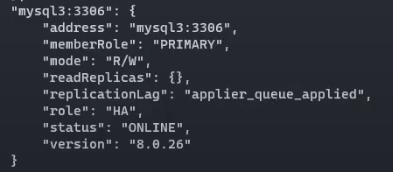 "mysql3:3306": {
    "address": "mysql3:3306",
    "memberRole": "PRIMARY",
    "mode": "R/W",
    "readReplicas": {},
    "replicationLag": "applier_queue_applied",
    "role": "HA",
    "status": "ONLINE",
    "version": "8.0.26"
}